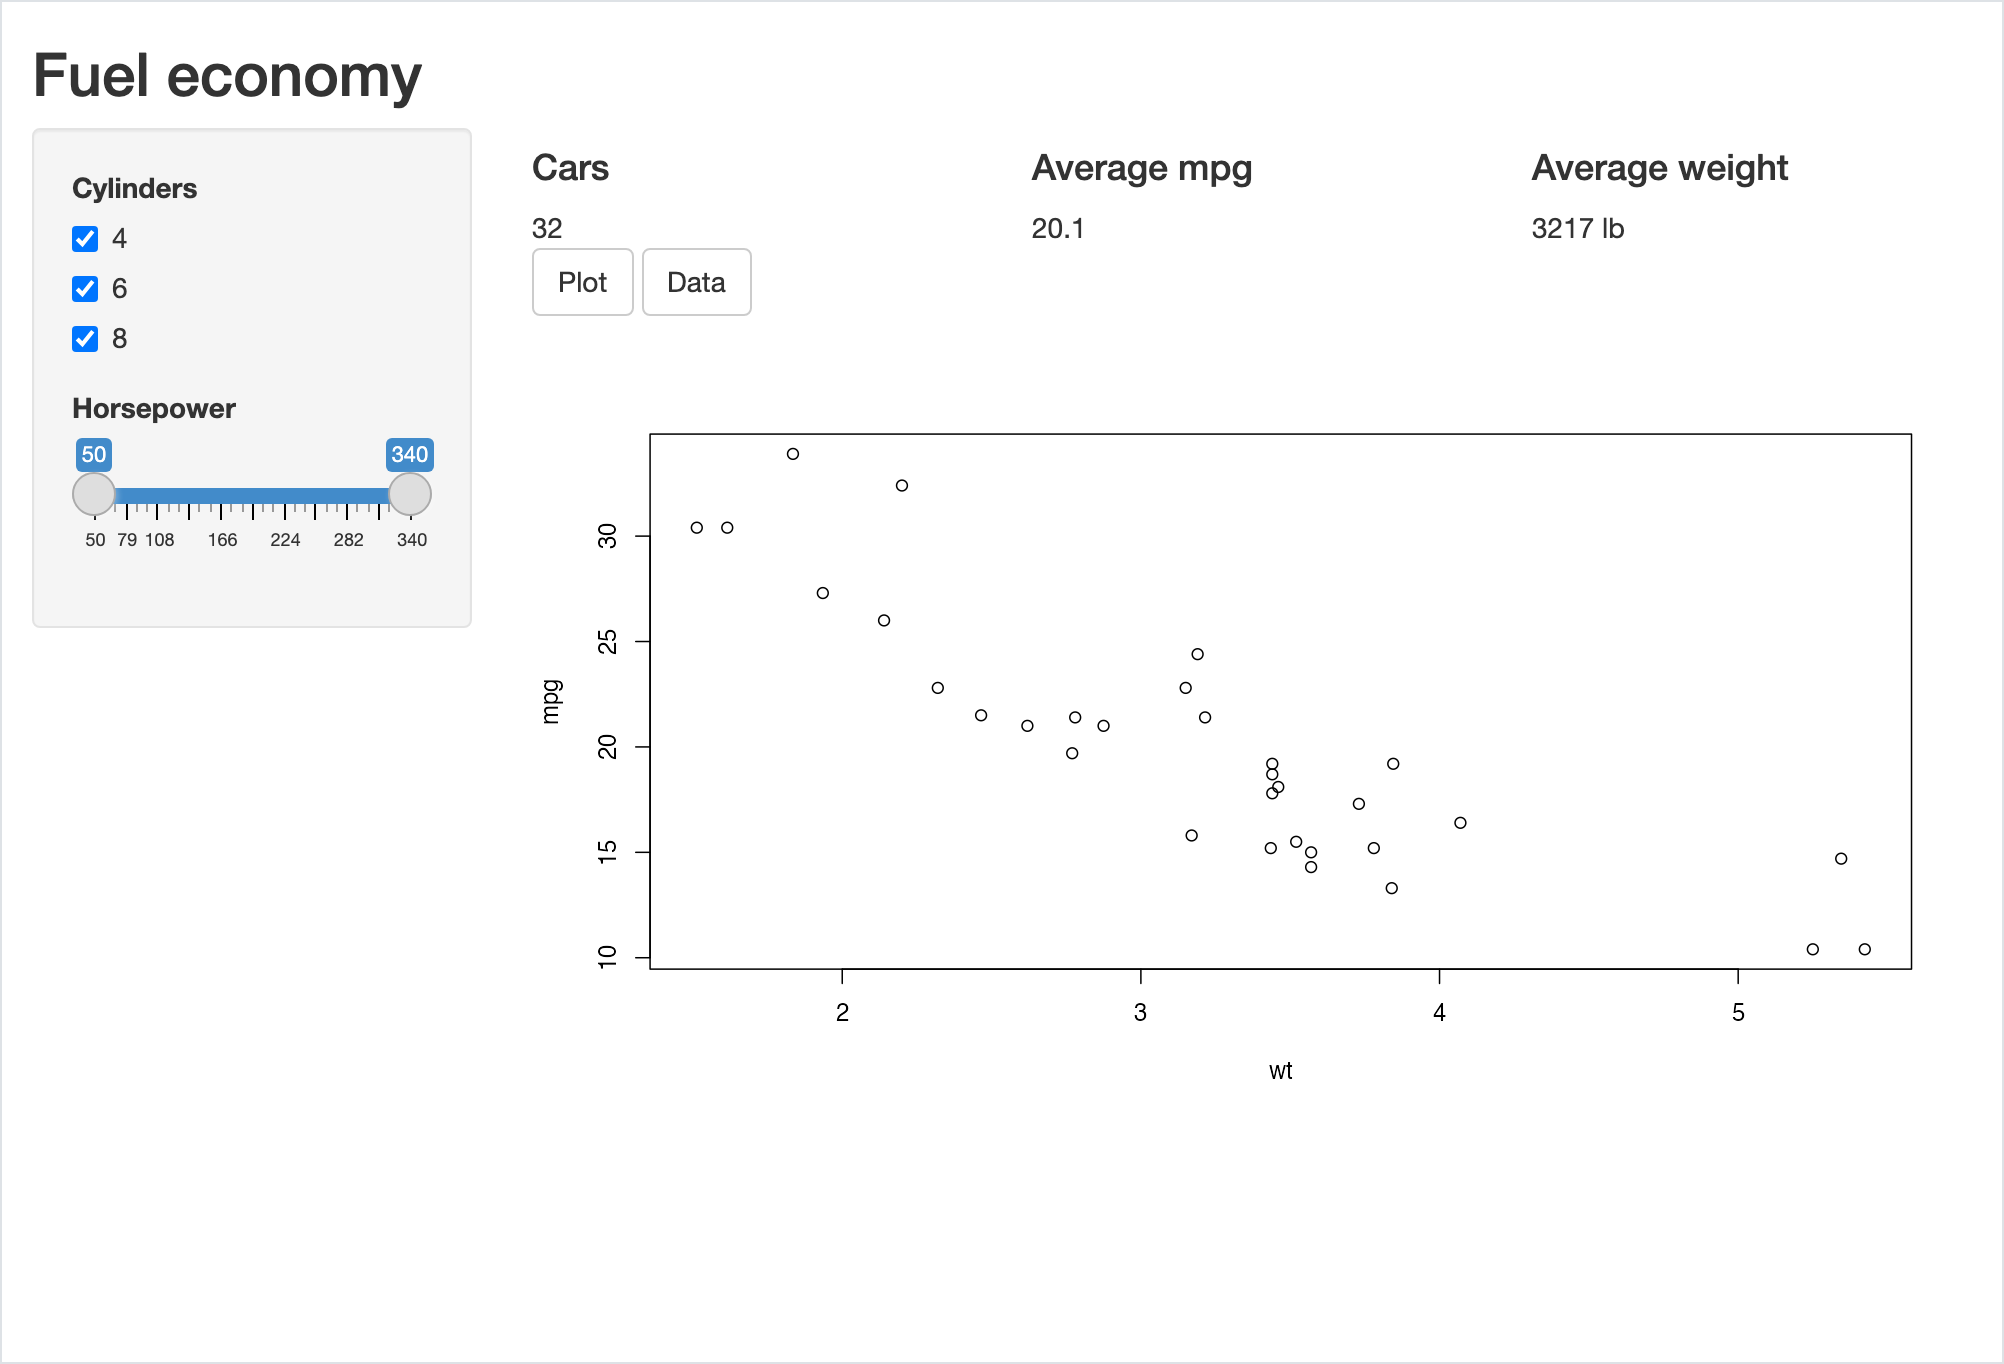 Fuel economy
Cylinders
4
6
8
Horsepower
50 340
50 79 108 166 224 282 340
Cars
32
Average mpg
20.1
Average weight
3217 lb
Plot Data
mpg
30
25
20
15
10
2 3 4 5
wt